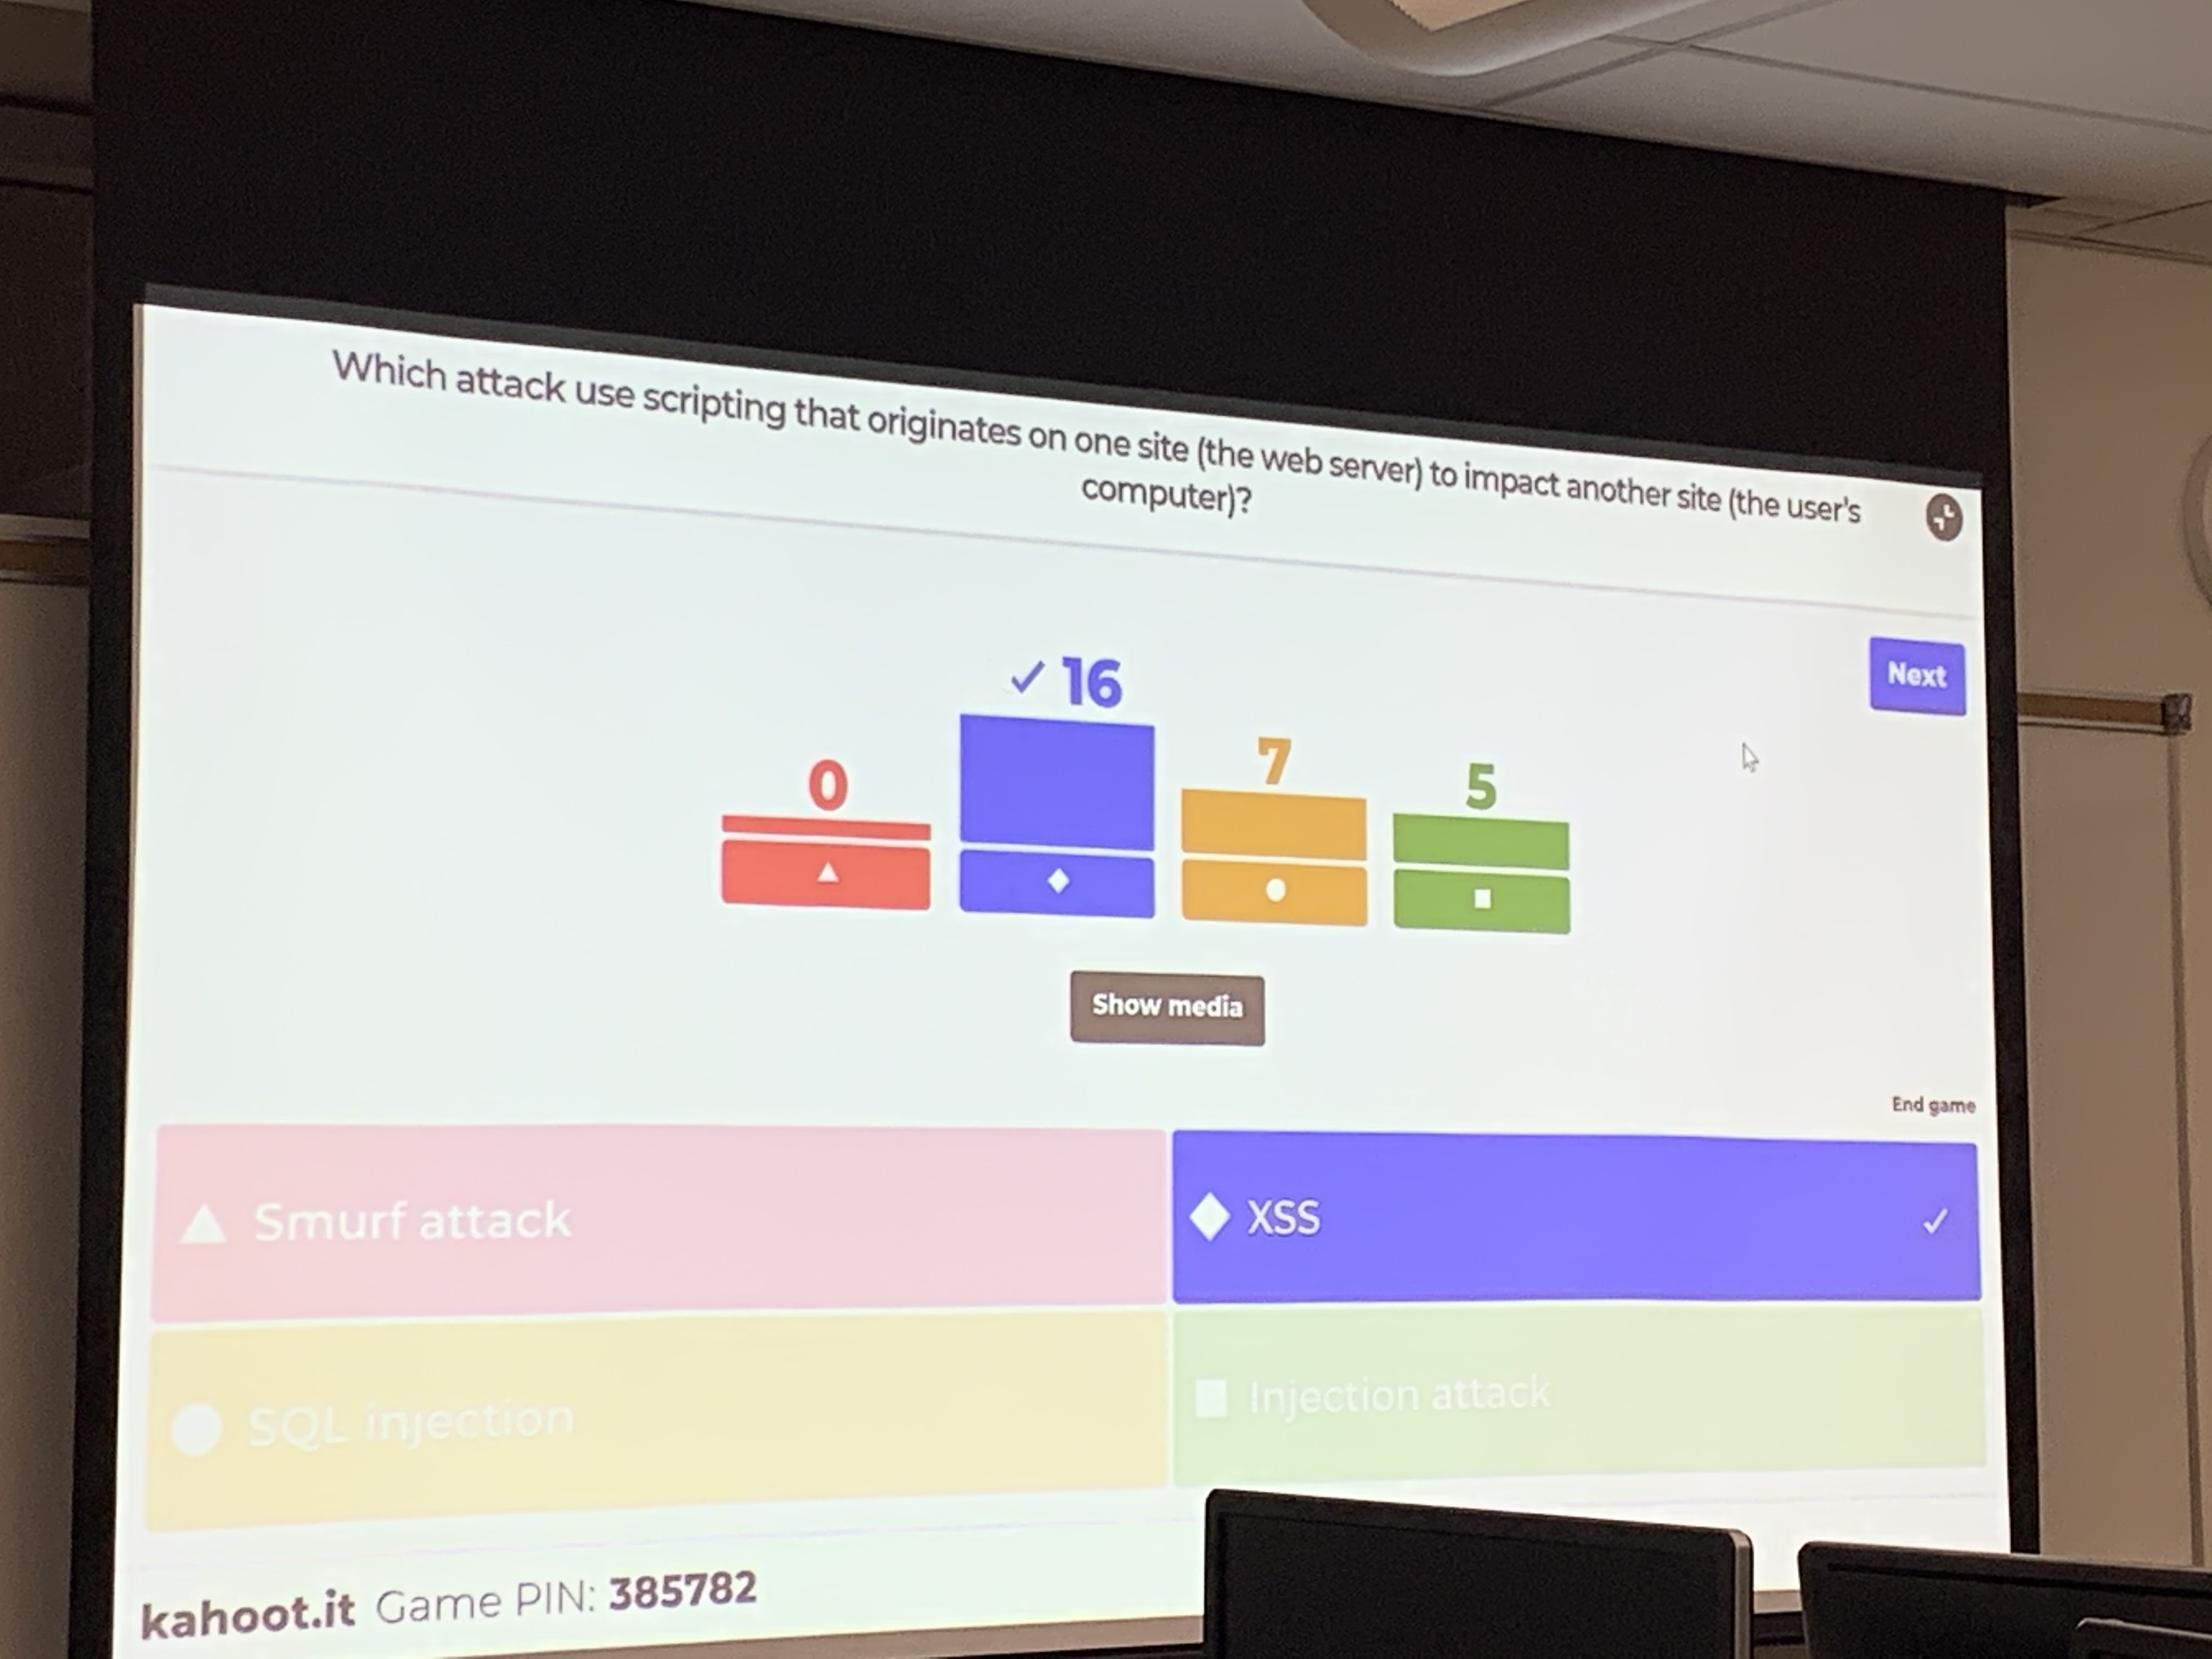 Which attack use scripting that originates on one site (the web server) to impact another site (the user's
computer)?
Next
✓ 16
0
7
5
Show media
End game
Smurf attack
XSS
SQL injection
Injection attack
kahoot.it Game PIN: 385782